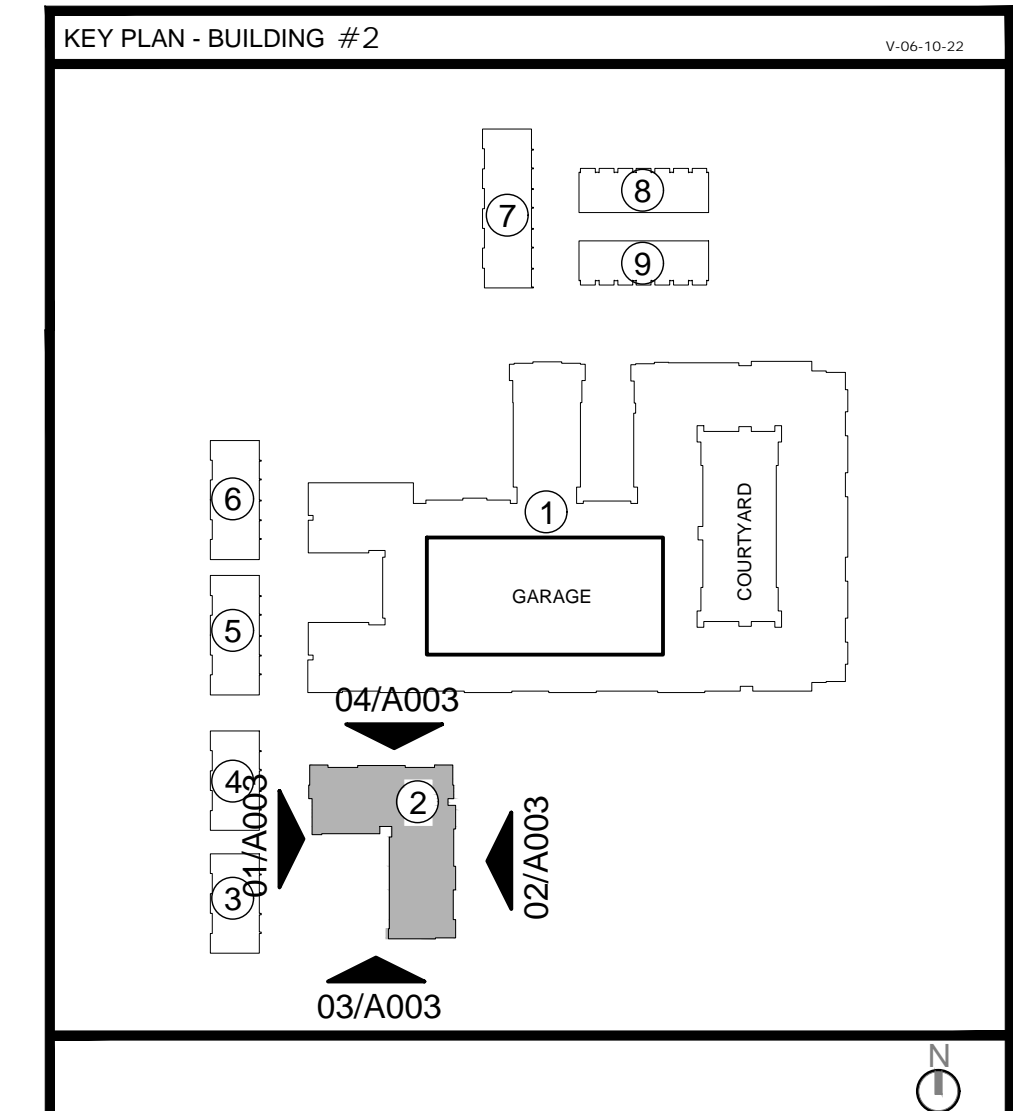 KEY PLAN - BUILDING #2
V-06-10-22
7
8
9
6
1
COURTYARD
GARAGE
5
04/A003
4
2
01/A003
02/A003
3
03/A003
N